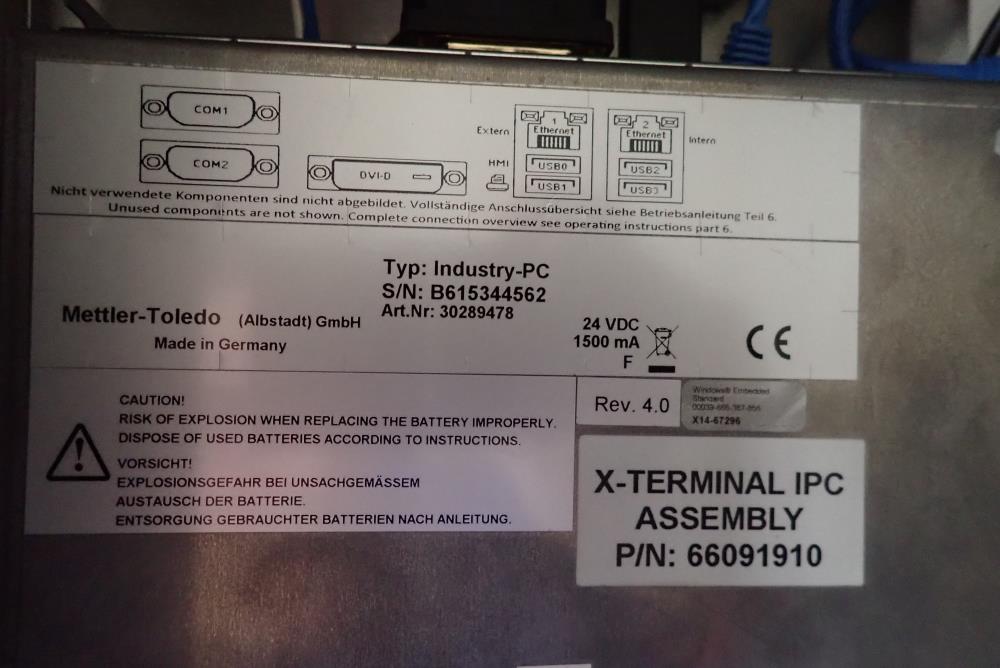 COM1
COM2
DVI-D
Extern
HMI
1
Ethernet
USB0
USB1
2
Ethernet
USB2
USB3
Intern
Nicht verwendete Komponenten sind nicht abgebildet. Vollständige Anschlussübersicht siehe Betriebsanleitung Teil 6.
Unused components are not shown. Complete connection overview see operating instructions part 6.
Typ: Industry-PC
S/N: B615344562
Art.Nr: 30289478
Mettler-Toledo (Albstadt) GmbH
Made in Germany
24 VDC
1500 mA
F
CE
CAUTION!
RISK OF EXPLOSION WHEN REPLACING THE BATTERY IMPROPERLY.
DISPOSE OF USED BATTERIES ACCORDING TO INSTRUCTIONS.
VORSICHT!
EXPLOSIONSGEFAHR BEI UNSACHGEMÄSSEM
AUSTAUSCH DER BATTERIE.
ENTSORGUNG GEBRAUCHTER BATTERIEN NACH ANLEITUNG.
Rev. 4.0
Windows® Embedded
Standard
X14-67296
X-TERMINAL IPC
ASSEMBLY
P/N: 66091910